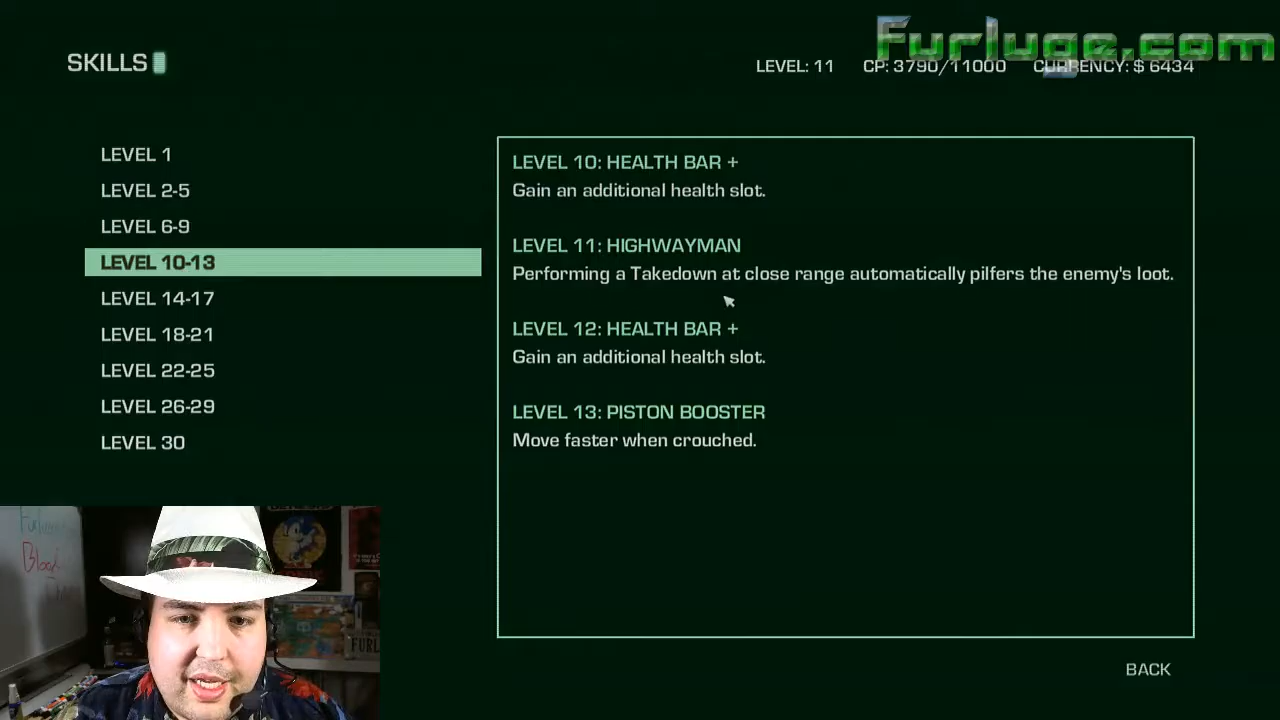 Furluge.com
SKILLS
LEVEL: 11 CP: 3790/11000 CURRENCY: $ 6434
LEVEL 1
LEVEL 2-5
LEVEL 6-9
LEVEL 10-13
LEVEL 14-17
LEVEL 18-21
LEVEL 22-25
LEVEL 26-29
LEVEL 30
LEVEL 10: HEALTH BAR +
Gain an additional health slot.
LEVEL 11: HIGHWAYMAN
Performing a Takedown at close range automatically pilfers the enemy's loot.
LEVEL 12: HEALTH BAR +
Gain an additional health slot.
LEVEL 13: PISTON BOOSTER
Move faster when crouched.
BACK
Blood
FURL